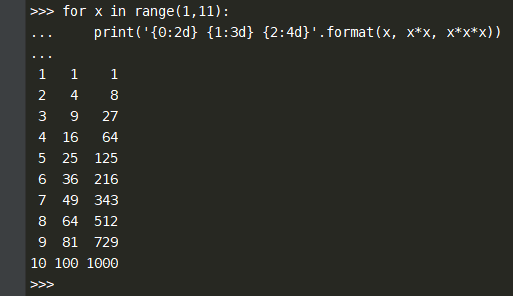 >>> for x in range(1,11):
...     print('{0:2d} {1:3d} {2:4d}'.format(x, x*x, x*x*x))
...
 1   1    1
 2   4    8
 3   9   27
 4  16   64
 5  25  125
 6  36  216
 7  49  343
 8  64  512
 9  81  729
10 100 1000
>>>